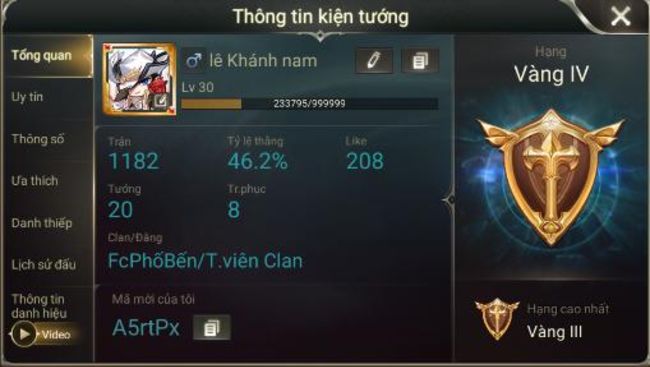 Thông tin kiện tướng
Tổng quan
Uy tín
Thông số
Ưa thích
Danh thiếp
Lịch sử đấu
Thông tin
danh hiệu
Video
lê Khánh nam
Lv 30
233795/999999
Trận
Tỷ lệ thắng
Like
1182
46.2%
208
Tướng
Tr.phục
20
8
Clan/Đăng
FcPhốBến/T.viên Clan
Mã mời của tôi
A5rtPx
Hạng
Vàng IV
Hạng cao nhất
Vàng III